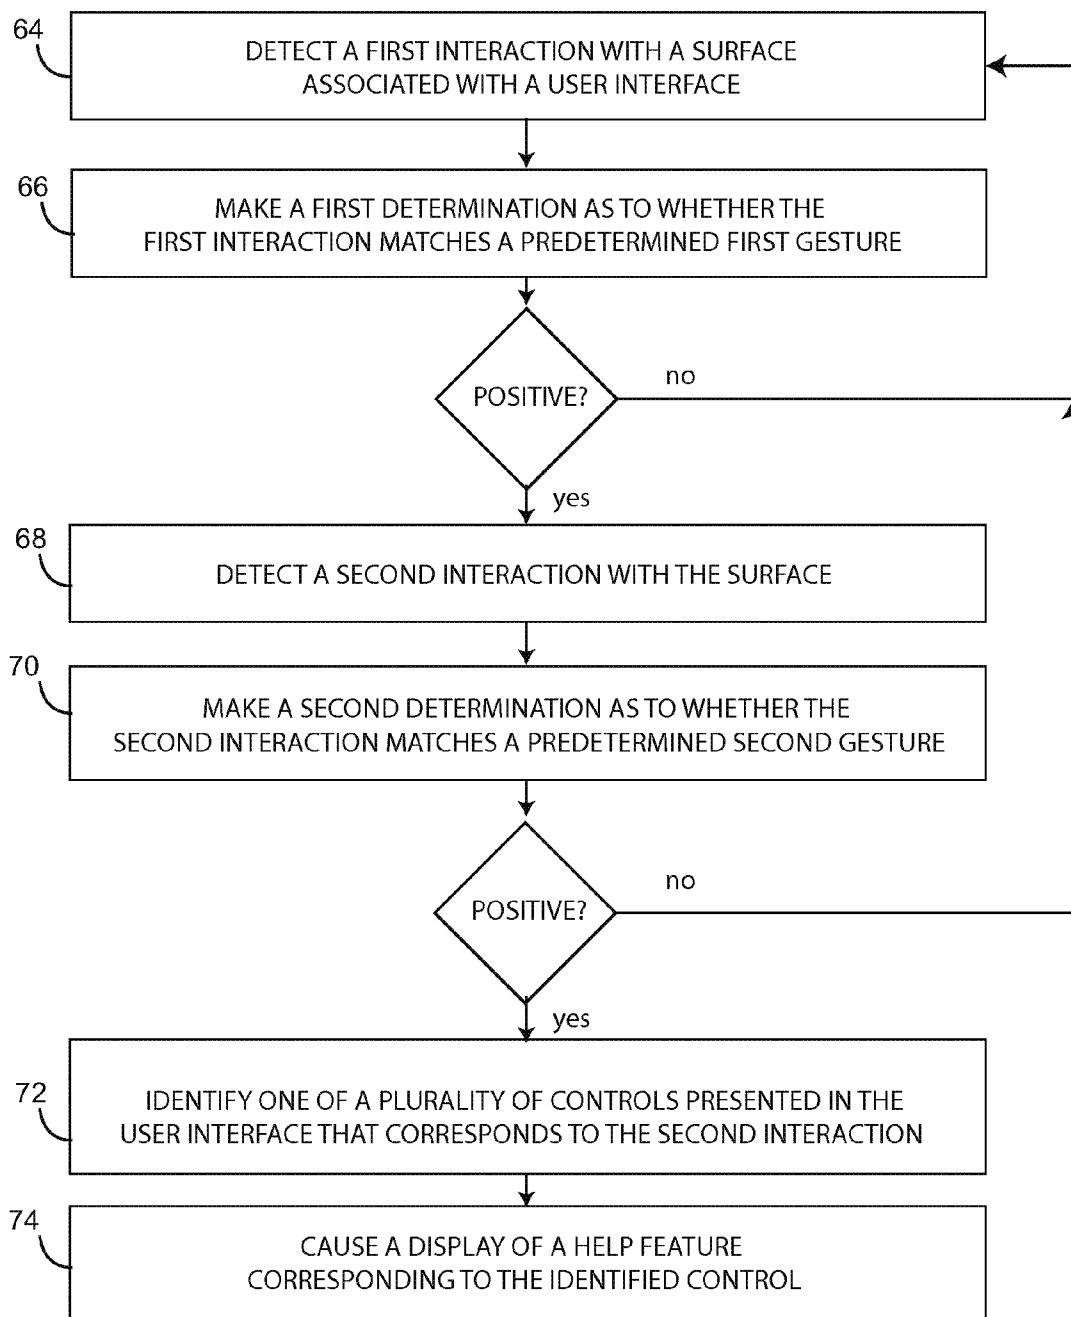 64
DETECT A FIRST INTERACTION WITH A SURFACE
ASSOCIATED WITH A USER INTERFACE
66
MAKE A FIRST DETERMINATION AS TO WHETHER THE
FIRST INTERACTION MATCHES A PREDETERMINED FIRST GESTURE
POSITIVE?
no
yes
68
DETECT A SECOND INTERACTION WITH THE SURFACE
70
MAKE A SECOND DETERMINATION AS TO WHETHER THE
SECOND INTERACTION MATCHES A PREDETERMINED SECOND GESTURE
POSITIVE?
no
yes
72
IDENTIFY ONE OF A PLURALITY OF CONTROLS PRESENTED IN THE
USER INTERFACE THAT CORRESPONDS TO THE SECOND INTERACTION
74
CAUSE A DISPLAY OF A HELP FEATURE
CORRESPONDING TO THE IDENTIFIED CONTROL